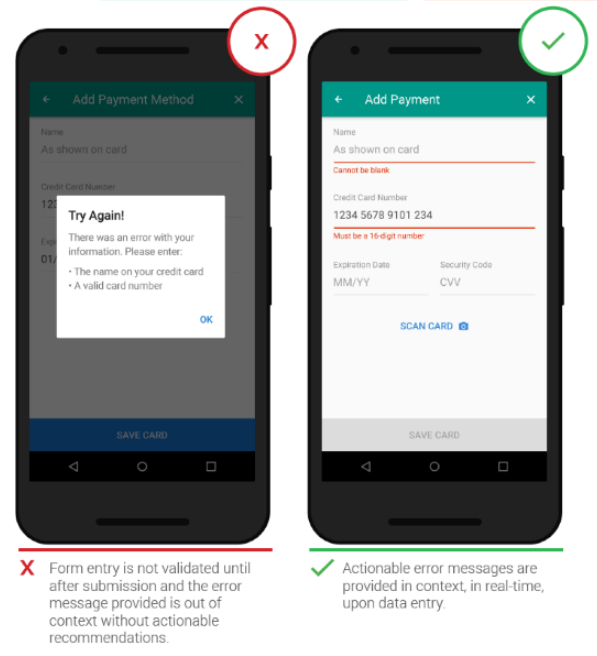 X
Add Payment Method
Name
As shown on card
Credit Card Number
123
Try Again!
There was an error with your
information. Please enter:
• The name on your credit card
• A valid card number
OK
Expi
01/
SAVE CARD
X Form entry is not validated until
after submission and the error
message provided is out of
context without actionable
recommendations.
Add Payment
Name
As shown on card
Cannot be blank
Credit Card Number
1234 5678 9101 234
Must be a 16-digit number
Expiration Date Security Code
MM/YY CVV
SCAN CARD
SAVE CARD
Actionable error messages are
provided in context, in real-time,
upon data entry.